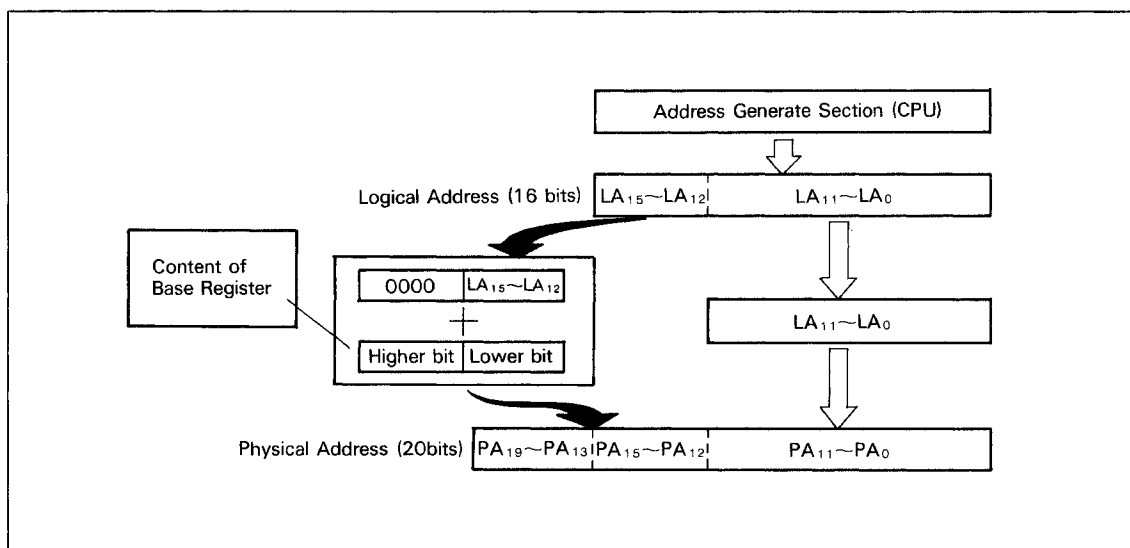 Address Generate Section (CPU)
Logical Address (16 bits) LA₁₅~LA₁₂ LA₁₁~LA₀
Content of
Base Register
0000 LA₁₅~LA₁₂
+
Higher bit Lower bit
LA₁₁~LA₀
Physical Address (20bits) PA₁₉~PA₁₃ PA₁₅~PA₁₂ PA₁₁~PA₀